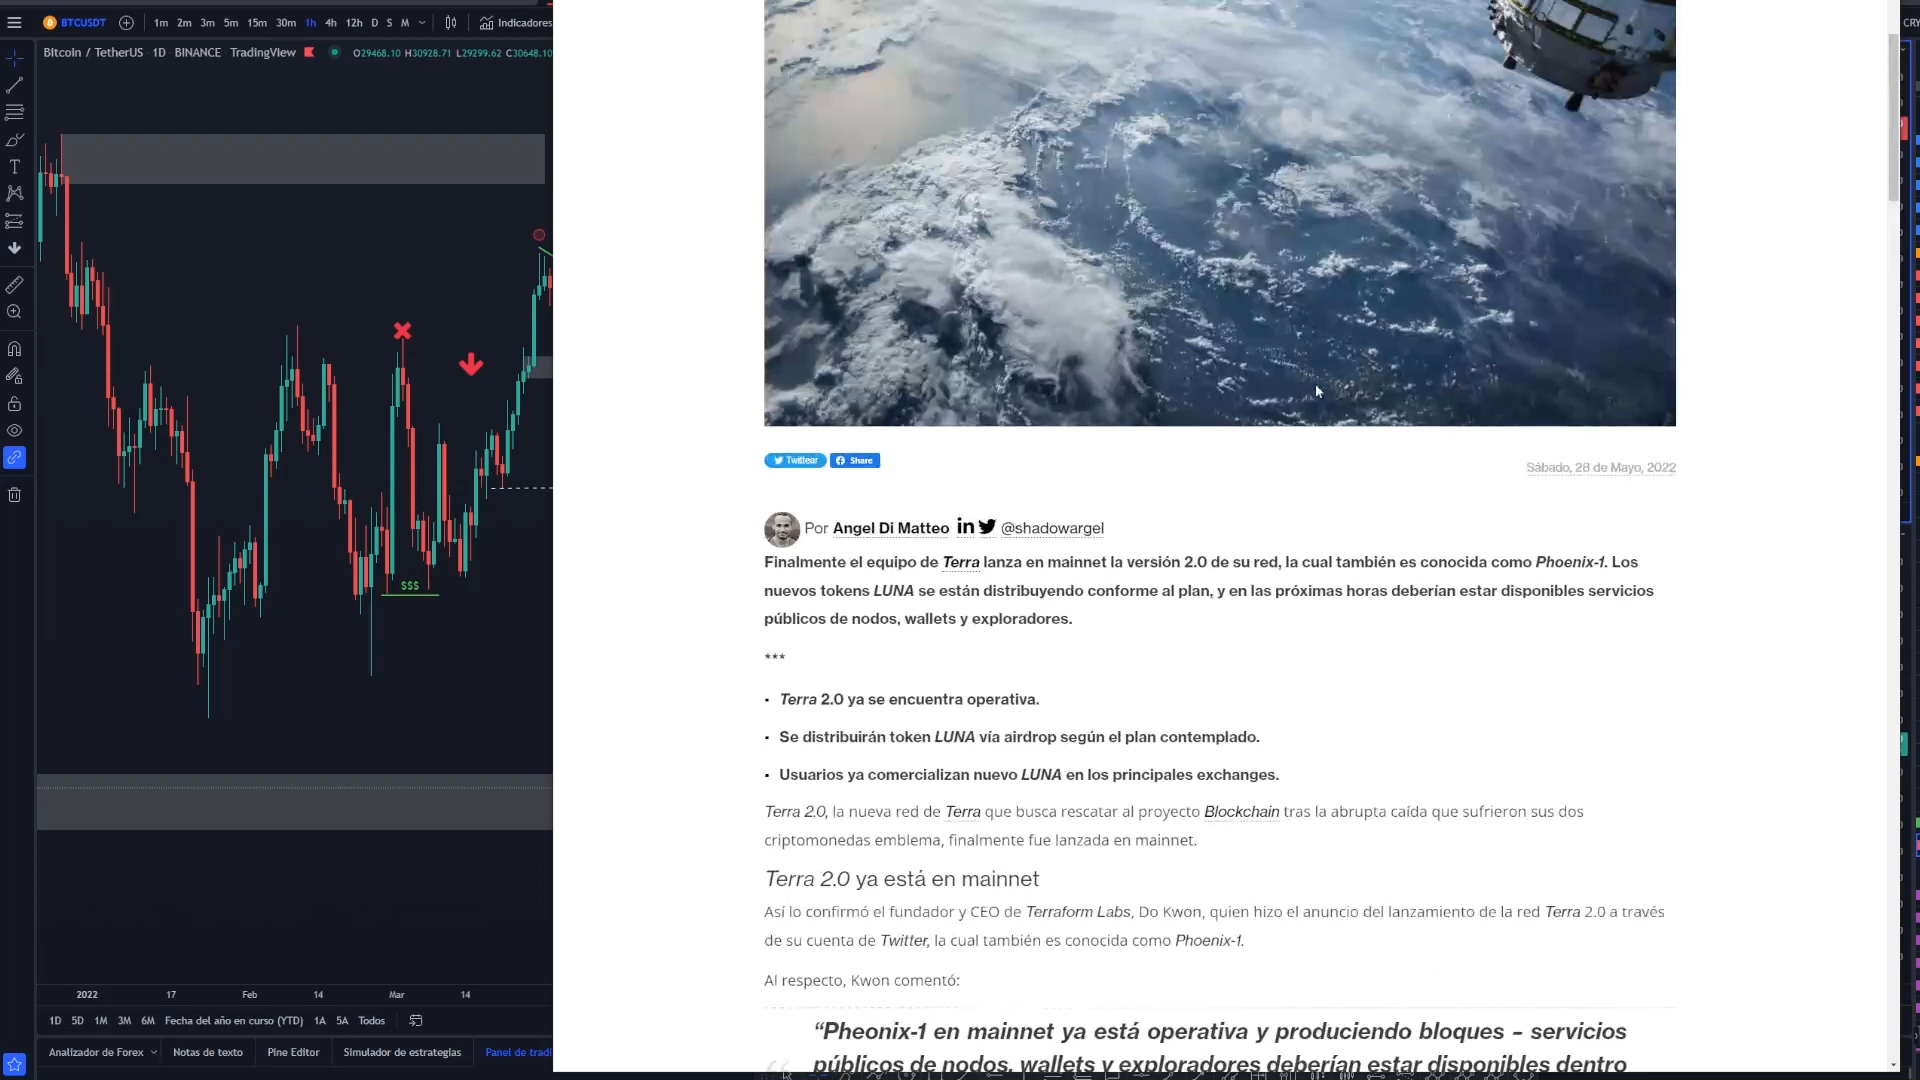 BTCUSDT 1m 2m 3m 5m 15m 30m 1h 4h 12h D S M Indicadores
CRY
Bitcoin / TetherUS 1D BINANCE TradingView O29468.10 H30928.71 L29299.62 C30648.10
Twittear Share
Sábado, 28 de Mayo, 2022
Por Angel Di Matteo in @shadowargel
Finalmente el equipo de Terra lanza en mainnet la versión 2.0 de su red, la cual también es conocida como Phoenix-1. Los
nuevos tokens LUNA se están distribuyendo conforme al plan, y en las próximas horas deberían estar disponibles servicios
públicos de nodos, wallets y exploradores.
$$$
***
· Terra 2.0 ya se encuentra operativa.
· Se distribuirán token LUNA vía airdrop según el plan contemplado.
· Usuarios ya comercializan nuevo LUNA en los principales exchanges.
Terra 2.0, la nueva red de Terra que busca rescatar al proyecto Blockchain tras la abrupta caída que sufrieron sus dos
criptomonedas emblema, finalmente fue lanzada en mainnet.
Terra 2.0 ya está en mainnet
Así lo confirmó el fundador y CEO de Terraform Labs, Do Kwon, quien hizo el anuncio del lanzamiento de la red Terra 2.0 a través
de su cuenta de Twitter, la cual también es conocida como Phoenix-1.
Al respecto, Kwon comentó:
“Pheonix-1 en mainnet ya está operativa y produciendo bloques – servicios
públicos de nodos, wallets y exploradores deberían estar disponibles dentro
2022 17 Feb 14 Mar 14
1D 5D 1M 3M 6M Fecha del año en curso (YTD) 1A 5A Todos
Analizador de Forex Notas de texto Pine Editor Simulador de estrategias Panel de tradi